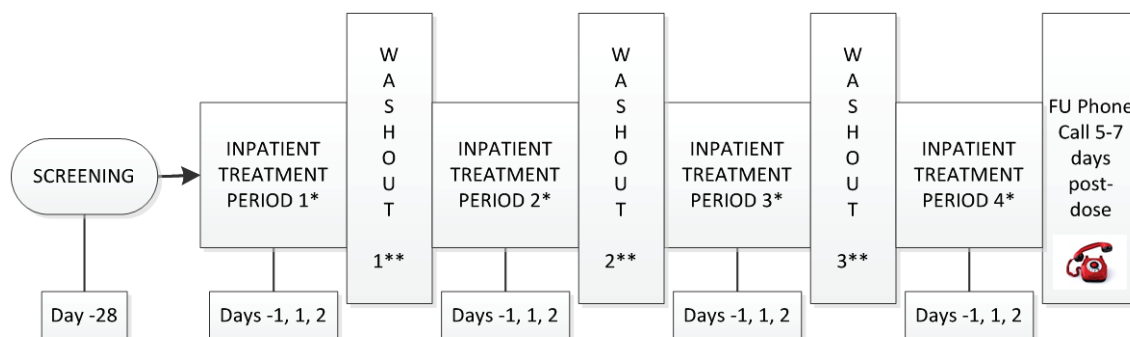 SCREENING
Day -28
INPATIENT
TREATMENT
PERIOD 1*
Days -1, 1, 2
W
A
S
H
O
U
T
1**
INPATIENT
TREATMENT
PERIOD 2*
Days -1, 1, 2
W
A
S
H
O
U
T
2**
INPATIENT
TREATMENT
PERIOD 3*
Days -1, 1, 2
W
A
S
H
O
U
T
3**
INPATIENT
TREATMENT
PERIOD 4*
Days -1, 1, 2
FU Phone
Call 5-7
days
post-
dose